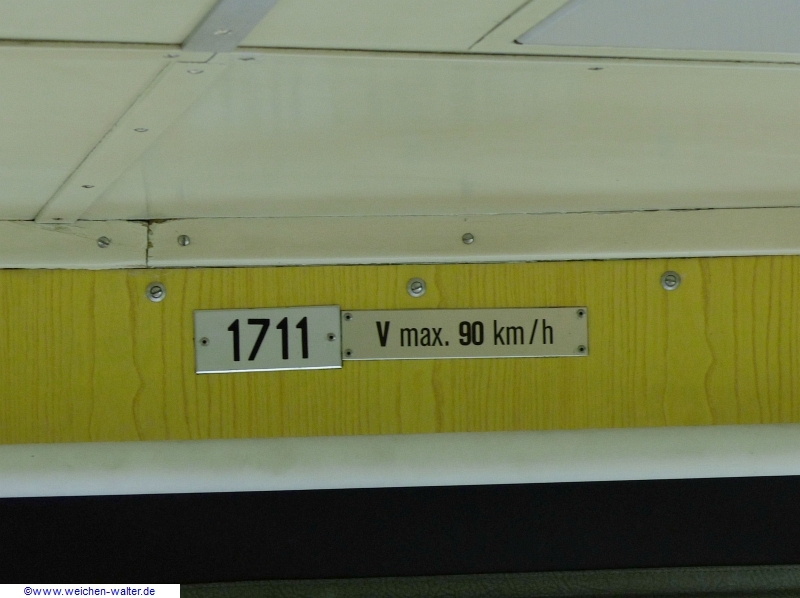 1711 V max. 90 km/h
©www.weichen-walter.de